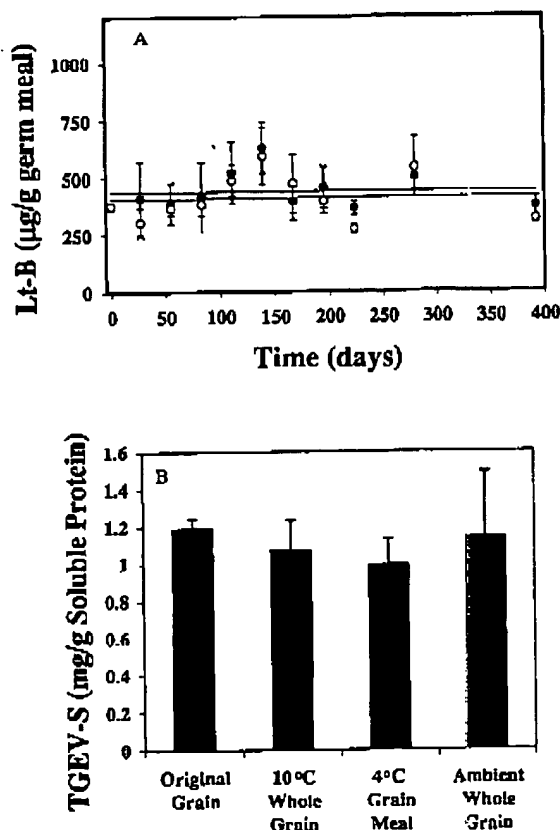 A
1000
750
500
250
0
Lt-B (µg/g germ meal)
0 50 100 150 200 250 300 350 400
Time (days)
B
1.6
1.4
1.2
1
0.8
0.6
0.4
0.2
0
TGEV-S (mg/g Soluble Protein)
Original Grain
10°C Whole Grain
4°C Grain Meal
Ambient Whole Grain